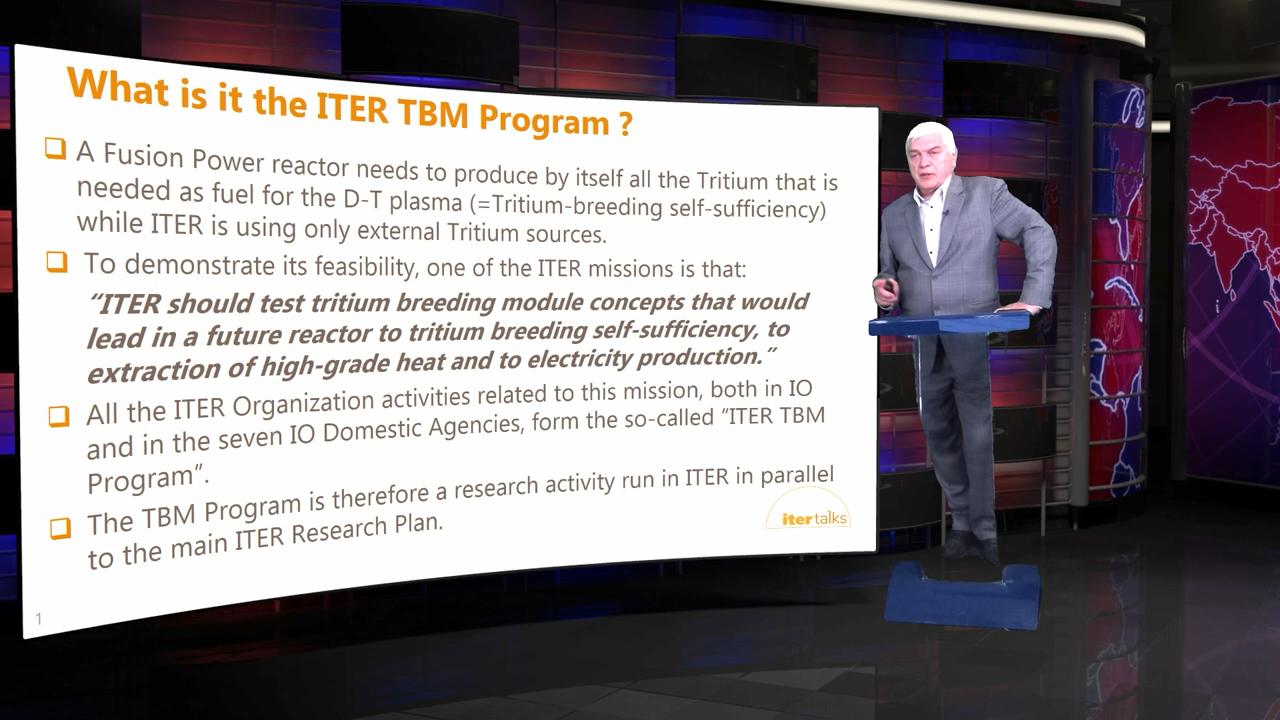 What is it the ITER TBM Program ?
A Fusion Power reactor needs to produce by itself all the Tritium that is
needed as fuel for the D-T plasma (=Tritium-breeding self-sufficiency)
while ITER is using only external Tritium sources.
To demonstrate its feasibility, one of the ITER missions is that:
“ITER should test tritium breeding module concepts that would
lead in a future reactor to tritium breeding self-sufficiency, to
extraction of high-grade heat and to electricity production.”
All the ITER Organization activities related to this mission, both in IO
and in the seven IO Domestic Agencies, form the so-called “ITER TBM
Program”.
The TBM Program is therefore a research activity run in ITER in parallel
to the main ITER Research Plan.
itertalks
1